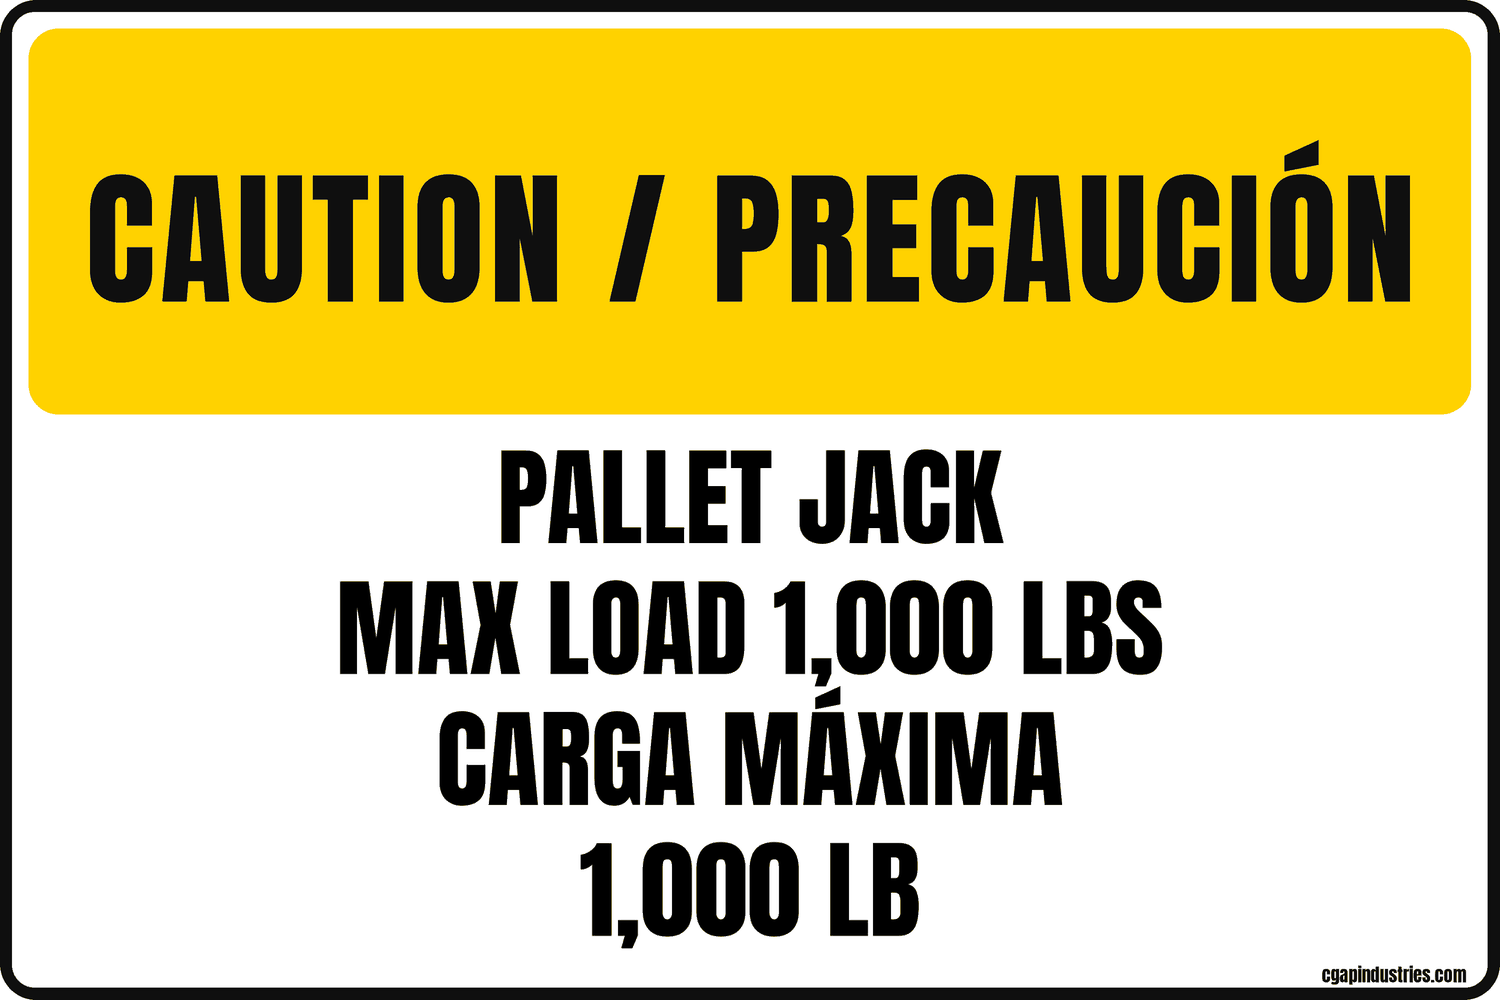 CAUTION / PRECAUCIÓN
PALLET JACK
MAX LOAD 1,000 LBS
CARGA MÁXIMA
1,000 LB
cgapindustries.com